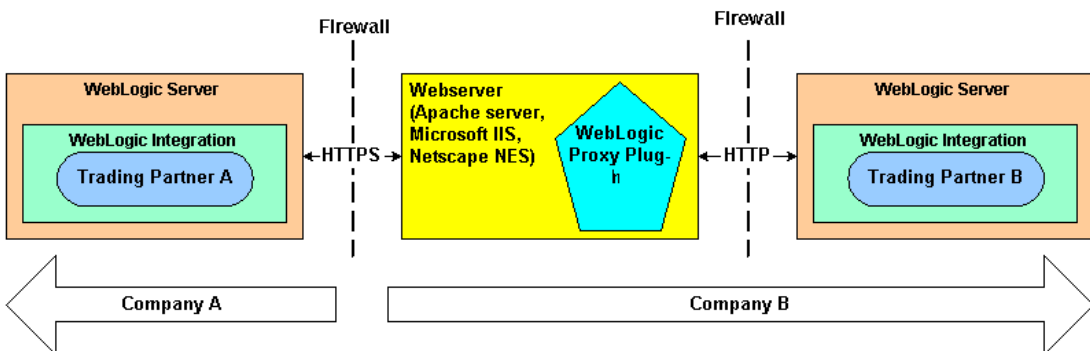 FIrewall
FIrewall
WebLogic Server
WebLogic Integration
Trading Partner A
HTTPS
Webserver
(Apache server,
Microsoft IIS,
Netscape NES)
WebLogic
Proxy Plug-
h
HTTP
WebLogic Server
WebLogic Integration
Trading Partner B
Company A
Company B